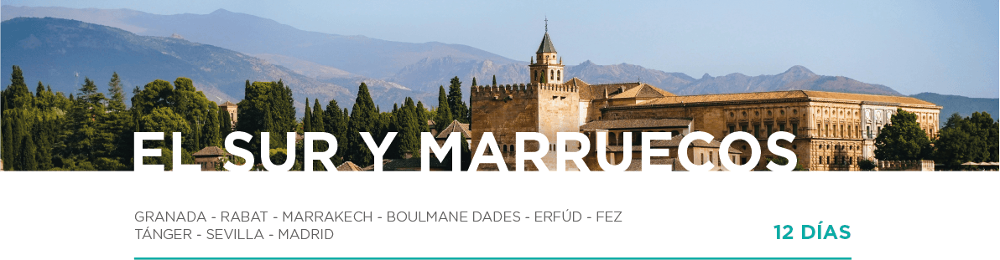 EL SUR Y MARRUECOS
GRANADA - RABAT - MARRAKECH - BOULMANE DADES - ERFÚD - FEZ
TÁNGER - SEVILLA - MADRID
12 DÍAS